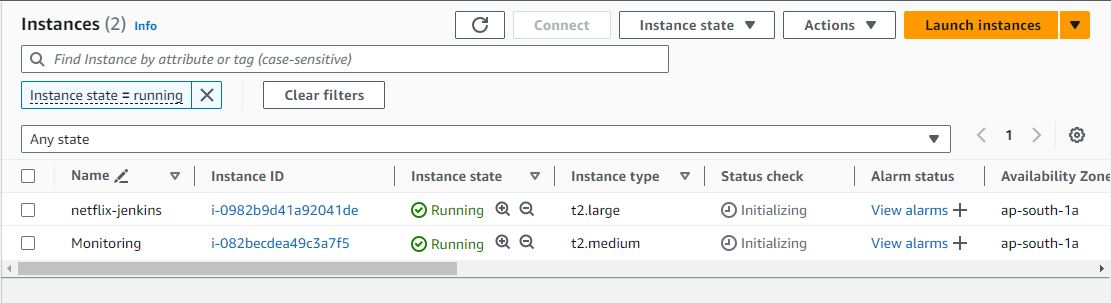 Instances (2) Info Connect Instance state Actions Launch instances
Find Instance by attribute or tag (case-sensitive)
Instance state = running Clear filters
Any state 1
Name Instance ID Instance state Instance type Status check Alarm status Availability Zone
netflix-jenkins i-0982b9d41a92041de Running t2.large Initializing View alarms ap-south-1a
Monitoring i-082becdea49c3a7f5 Running t2.medium Initializing View alarms ap-south-1a